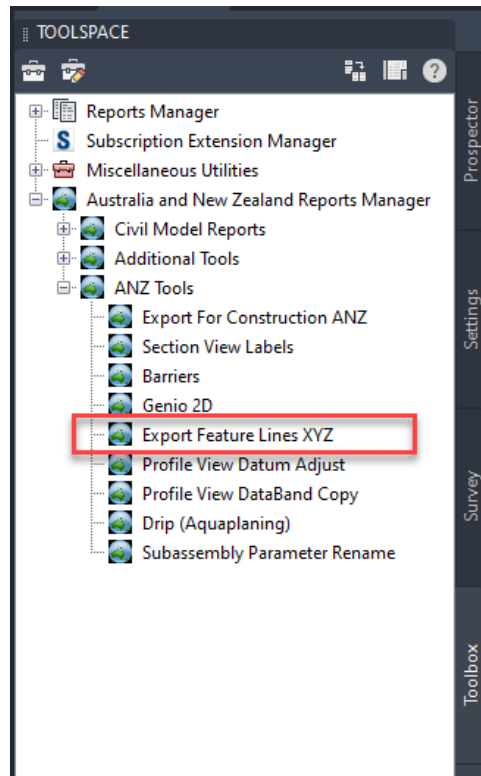 TOOLSPACE
Reports Manager
S Subscription Extension Manager
Miscellaneous Utilities
Australia and New Zealand Reports Manager
Civil Model Reports
Additional Tools
ANZ Tools
Export For Construction ANZ
Section View Labels
Barriers
Genio 2D
Export Feature Lines XYZ
Profile View Datum Adjust
Profile View DataBand Copy
Drip (Aquaplaning)
Subassembly Parameter Rename
Prospector
Settings
Survey
Toolbox